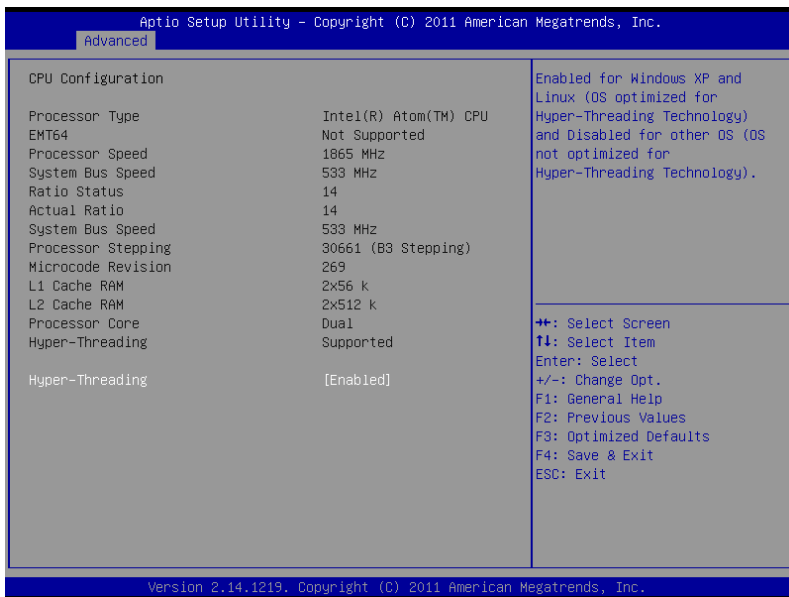 Aptio Setup Utility – Copyright (C) 2011 American Megatrends, Inc.
Advanced
CPU Configuration
Processor Type Intel(R) Atom(TM) CPU
EMT64 Not Supported
Processor Speed 1865 MHz
System Bus Speed 533 MHz
Ratio Status 14
Actual Ratio 14
System Bus Speed 533 MHz
Processor Stepping 30661 (B3 Stepping)
Microcode Revision 269
L1 Cache RAM 2x56 k
L2 Cache RAM 2x512 k
Processor Core Dual
Hyper-Threading Supported
Hyper-Threading [Enabled]
Enabled for Windows XP and
Linux (OS optimized for
Hyper-Threading Technology)
and Disabled for other OS (OS
not optimized for
Hyper-Threading Technology).
→←: Select Screen
↑↓: Select Item
Enter: Select
+/-: Change Opt.
F1: General Help
F2: Previous Values
F3: Optimized Defaults
F4: Save & Exit
ESC: Exit
Version 2.14.1219. Copyright (C) 2011 American Megatrends, Inc.